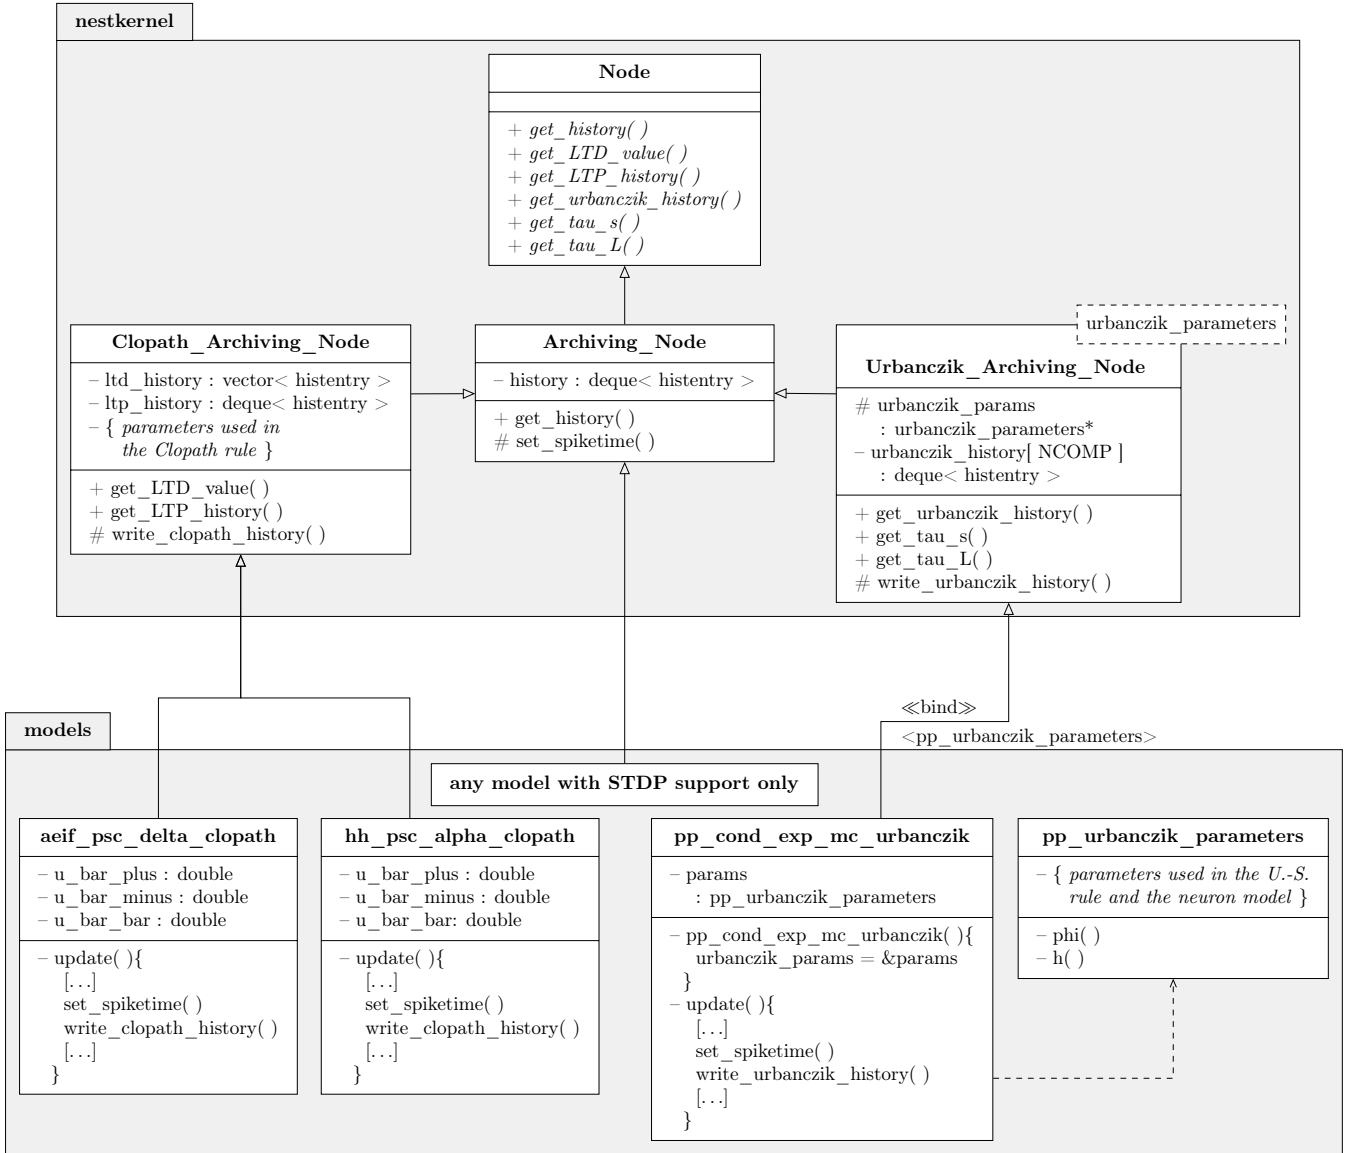 nestkernel
Node
+ get_history( )
+ get_LTD_value( )
+ get_LTP_history( )
+ get_urbanczik_history( )
+ get_tau_s( )
+ get_tau_L( )
Clopath_Archiving_Node
– ltd_history : vector< histentry >
– ltp_history : deque< histentry >
– { parameters used in
the Clopath rule }
+ get_LTD_value( )
+ get_LTP_history( )
# write_clopath_history( )
Archiving_Node
– history : deque< histentry >
+ get_history( )
# set_spiketime( )
urbanczik_parameters
Urbanczik_Archiving_Node
# urbanczik_params
: urbanczik_parameters*
– urbanczik_history[ NCOMP ]
: deque< histentry >
+ get_urbanczik_history( )
+ get_tau_s( )
+ get_tau_L( )
# write_urbanczik_history( )
≪bind≫
<pp_urbanczik_parameters>
models
any model with STDP support only
aeif_psc_delta_clopath
– u_bar_plus : double
– u_bar_minus : double
– u_bar_bar : double
– update( ){
[...]
set_spiketime( )
write_clopath_history( )
[...]
}
hh_psc_alpha_clopath
– u_bar_plus : double
– u_bar_minus : double
– u_bar_bar: double
– update( ){
[...]
set_spiketime( )
write_clopath_history( )
[...]
}
pp_cond_exp_mc_urbanczik
– params
: pp_urbanczik_parameters
– pp_cond_exp_mc_urbanczik( ){
urbanczik_params = &params
}
– update( ){
[...]
set_spiketime( )
write_urbanczik_history( )
[...]
}
pp_urbanczik_parameters
– { parameters used in the U.-S.
rule and the neuron model }
– phi( )
– h( )